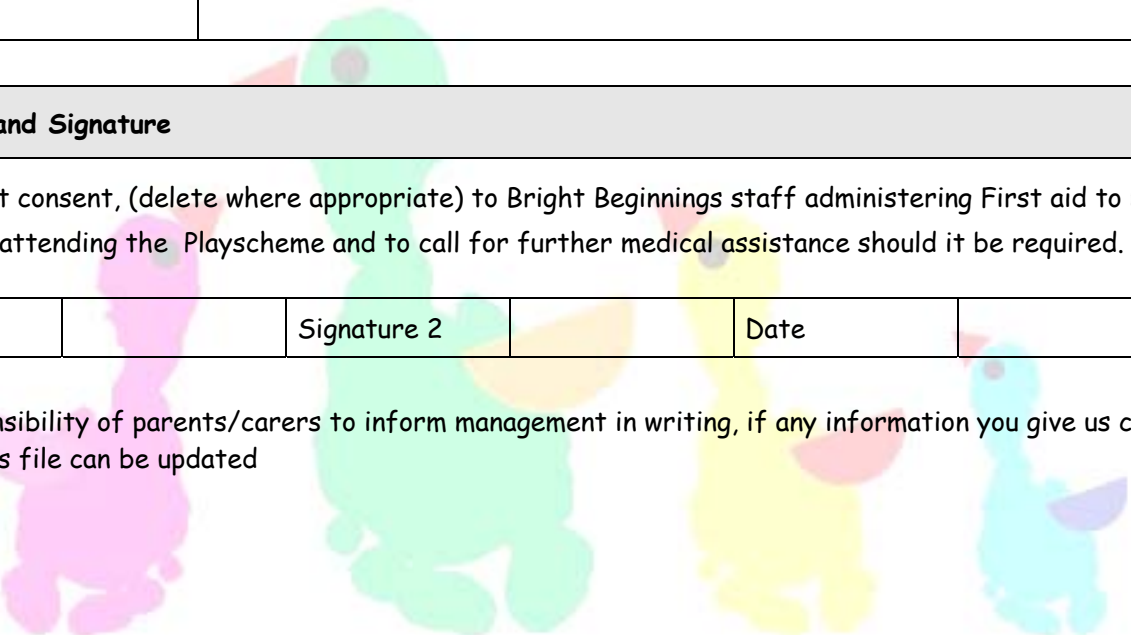 and Signature
t consent, (delete where appropriate) to Bright Beginnings staff administering First aid to
attending the Playscheme and to call for further medical assistance should it be required.
Signature 2 Date
nsibility of parents/carers to inform management in writing, if any information you give us c
s file can be updated